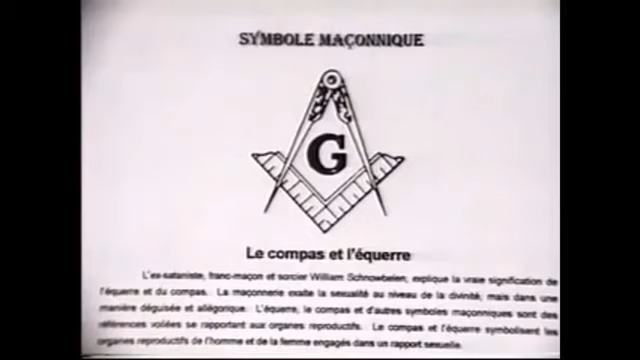 SYMBOLE MAÇONNIQUE
G
Le compas et l'équerre
L'ex-sataniste, franc-maçon et sorcier William Schnowbelen, explique la vraie signification de
l'équerre et du compas. La maçonnerie exalte la sexualité au niveau de la divinité, mais dans une
manière déguisée et allégorique. L'équerre, le compas et d'autres symboles maçonniques sont des
références voilées se rapportant aux organes reproductifs. Le compas et l'équerre symbolisent les
organes reproductifs de l'homme et de la femme engagés dans un rapport sexuelle.